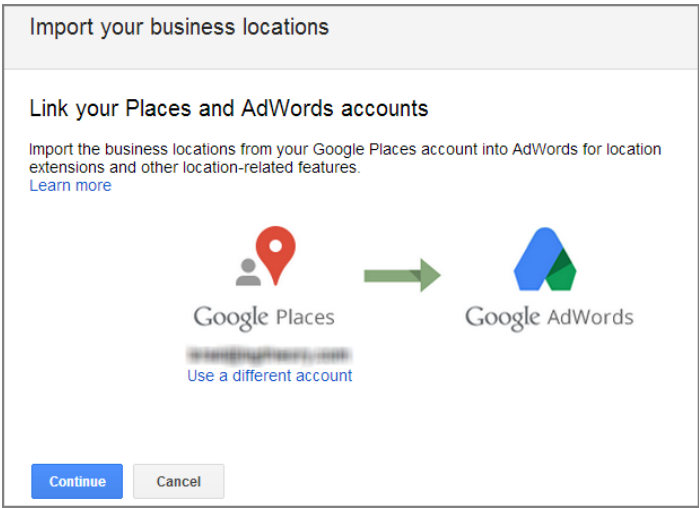 Import your business locations
Link your Places and AdWords accounts
Import the business locations from your Google Places account into AdWords for location
extensions and other location-related features.
Learn more
Google Places
Google AdWords
Use a different account
Continue
Cancel